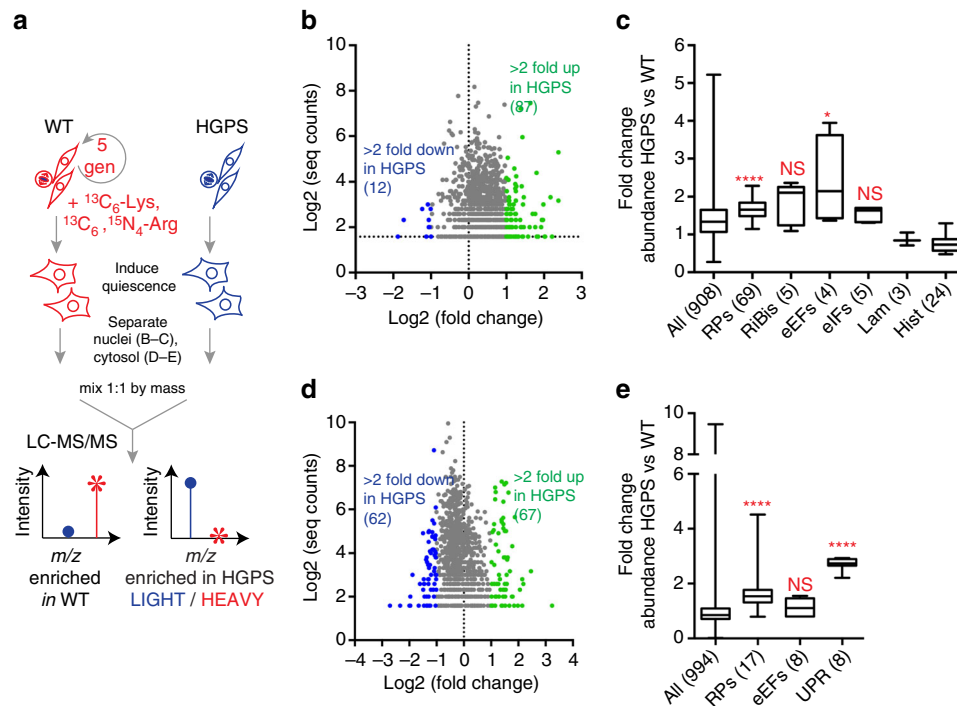 a
WT
HGPS
5
gen
+ ¹³C₆-Lys,
¹³C₆,¹⁵N₄-Arg
Induce
quiescence
Separate
nuclei (B–C),
cytosol (D–E)
mix 1:1 by mass
LC-MS/MS
Intensity
m/z
enriched
in WT
Intensity
m/z
enriched in HGPS
LIGHT / HEAVY
b
Log2 (seq counts)
10
8
6
4
2
0
>2 fold up
in HGPS
(87)
>2 fold down
in HGPS
(12)
−3 −2 −1 0 1 2 3
Log2 (fold change)
c
Fold change
abundance HGPS vs WT
6
5
4
3
2
1
0
****
NS
*
NS
All (908)
RPs (69)
RiBis (5)
eEFs (4)
eIFs (5)
Lam (3)
Hist (24)
d
Log2 (seq counts)
10
8
6
4
2
0
>2 fold down
in HGPS
(62)
>2 fold up
in HGPS
(67)
−4 −3 −2 −1 0 1 2 3 4
Log2 (fold change)
e
Fold change
abundance HGPS vs WT
10
8
6
4
2
0
****
NS
****
All (994)
RPs (17)
eEFs (8)
UPR (8)